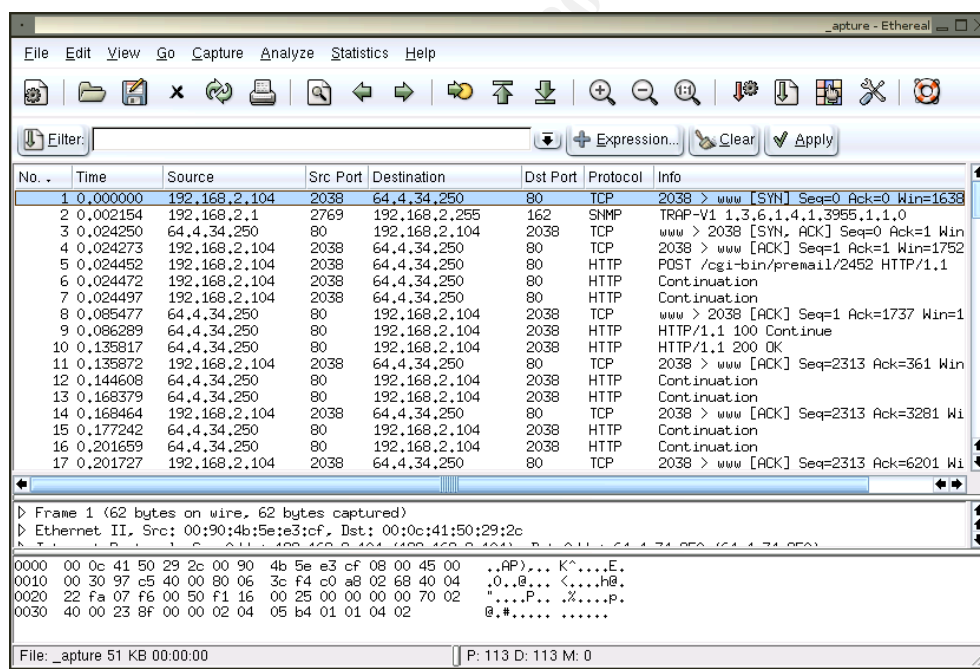 _apture - Ethereal
File Edit View Go Capture Analyze Statistics Help
Filter: Expression... Clear Apply
No. . Time Source Src Port Destination Dst Port Protocol Info
1 0.000000 192.168.2.104 2038 64.4.34.250 80 TCP 2038 > www [SYN] Seq=0 Ack=0 Win=1638
2 0.002154 192.168.2.1 2769 192.168.2.255 162 SNMP TRAP-V1 1.3.6.1.4.1.3955.1.1.0
3 0.024250 64.4.34.250 80 192.168.2.104 2038 TCP www > 2038 [SYN, ACK] Seq=0 Ack=1 Win
4 0.024273 192.168.2.104 2038 64.4.34.250 80 TCP 2038 > www [ACK] Seq=1 Ack=1 Win=1752
5 0.024452 192.168.2.104 2038 64.4.34.250 80 HTTP POST /cgi-bin/premail/2452 HTTP/1.1
6 0.024472 192.168.2.104 2038 64.4.34.250 80 HTTP Continuation
7 0.024497 192.168.2.104 2038 64.4.34.250 80 HTTP Continuation
8 0.085477 64.4.34.250 80 192.168.2.104 2038 TCP www > 2038 [ACK] Seq=1 Ack=1737 Win=1
9 0.086289 64.4.34.250 80 192.168.2.104 2038 HTTP HTTP/1.1 100 Continue
10 0.135817 64.4.34.250 80 192.168.2.104 2038 HTTP HTTP/1.1 200 OK
11 0.135872 192.168.2.104 2038 64.4.34.250 80 TCP 2038 > www [ACK] Seq=2313 Ack=361 Win
12 0.144608 64.4.34.250 80 192.168.2.104 2038 HTTP Continuation
13 0.168379 64.4.34.250 80 192.168.2.104 2038 HTTP Continuation
14 0.168464 192.168.2.104 2038 64.4.34.250 80 TCP 2038 > www [ACK] Seq=2313 Ack=3281 Wi
15 0.177242 64.4.34.250 80 192.168.2.104 2038 HTTP Continuation
16 0.201659 64.4.34.250 80 192.168.2.104 2038 HTTP Continuation
17 0.201727 192.168.2.104 2038 64.4.34.250 80 TCP 2038 > www [ACK] Seq=2313 Ack=6201 Wi
Frame 1 (62 bytes on wire, 62 bytes captured)
Ethernet II, Src: 00:90:4b:5e:e3:cf, Dst: 00:0c:41:50:29:2c
0000 00 0c 41 50 29 2c 00 90 4b 5e e3 cf 08 00 45 00 ..AP),.. K^....E.
0010 00 30 97 c5 40 00 80 06 3c f4 c0 a8 02 68 40 04 .0..@... <....h@.
0020 22 fa 07 f6 00 50 f1 16 00 25 00 00 00 00 70 02 "....P.. .%....p.
0030 40 00 23 8f 00 00 02 04 05 b4 01 01 04 02 @.#..... ......
File: _apture 51 KB 00:00:00 P: 113 D: 113 M: 0